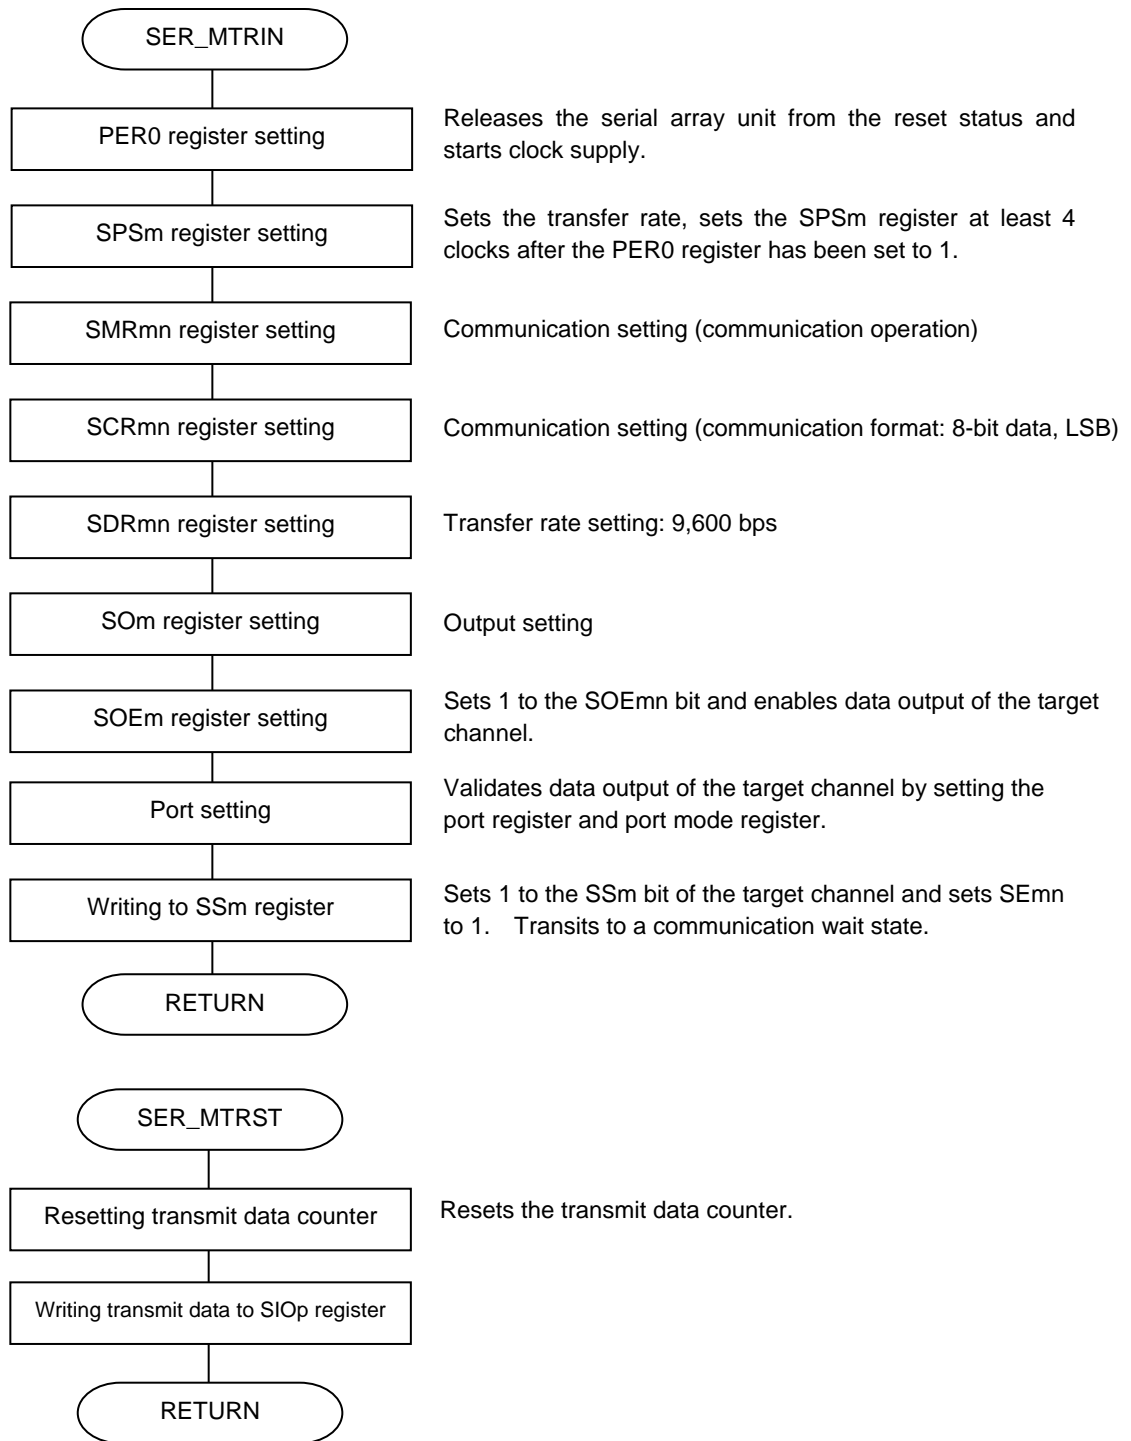 SER_MTRIN
PER0 register setting
Releases the serial array unit from the reset status and
starts clock supply.
SPSm register setting
Sets the transfer rate, sets the SPSm register at least 4
clocks after the PER0 register has been set to 1.
SMRmn register setting
Communication setting (communication operation)
SCRmn register setting
Communication setting (communication format: 8-bit data, LSB)
SDRmn register setting
Transfer rate setting: 9,600 bps
SOm register setting
Output setting
SOEm register setting
Sets 1 to the SOEmn bit and enables data output of the target
channel.
Port setting
Validates data output of the target channel by setting the
port register and port mode register.
Writing to SSm register
Sets 1 to the SSm bit of the target channel and sets SEmn
to 1. Transits to a communication wait state.
RETURN
SER_MTRST
Resetting transmit data counter
Resets the transmit data counter.
Writing transmit data to SIOp register
RETURN